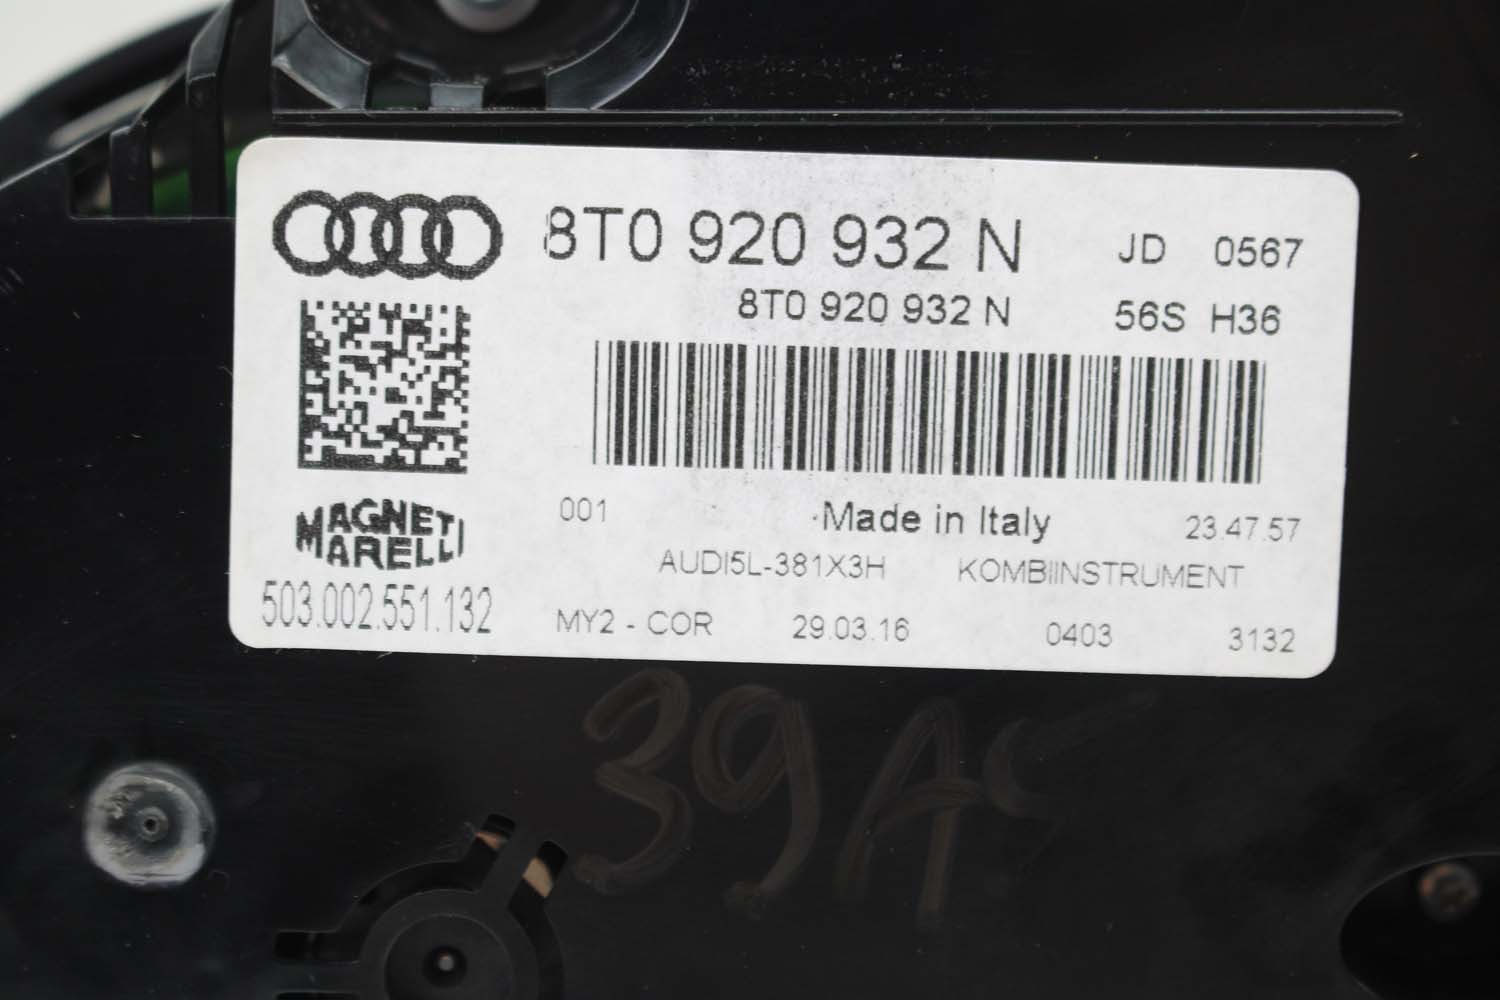 8T0 920 932 N JD 0567
8T0 920 932 N 56S H36
001 Made in Italy 23.47.57
MAGNETI MARELLI
AUDI5L-381X3H KOMBIINSTRUMENT
503.002.551.132
MY2 - COR 29.03.16 0403 3132